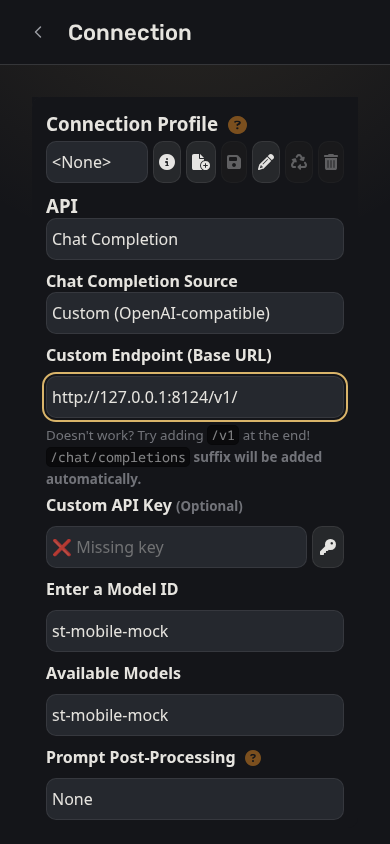 Connection
Connection Profile ?
<None>
API
Chat Completion
Chat Completion Source
Custom (OpenAI-compatible)
Custom Endpoint (Base URL)
http://127.0.0.1:8124/v1/
Doesn't work? Try adding /v1 at the end!
/chat/completions suffix will be added
automatically.
Custom API Key (Optional)
❌ Missing key
Enter a Model ID
st-mobile-mock
Available Models
st-mobile-mock
Prompt Post-Processing ?
None